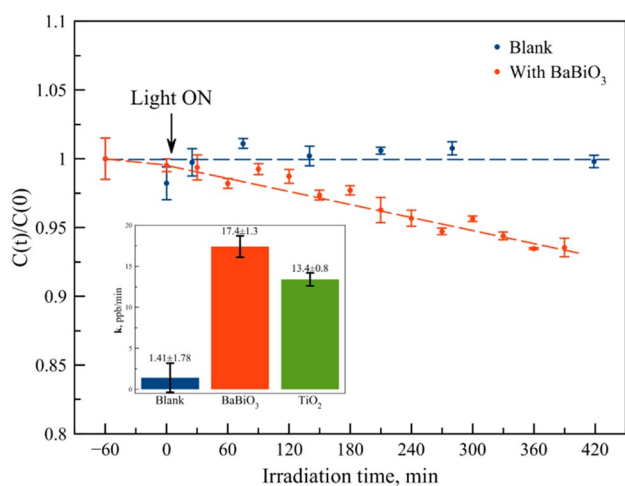 1.1
1.05
1
0.95
0.9
0.85
0.8
C(t)/C(0)
Light ON
Blank
With BaBiO₃
k, ppb/min
20
15
10
5
0
1.41±1.78
17.4±1.3
13.4±0.8
Blank
BaBiO₃
TiO₂
−60
0
60
120
180
240
300
360
420
Irradiation time, min